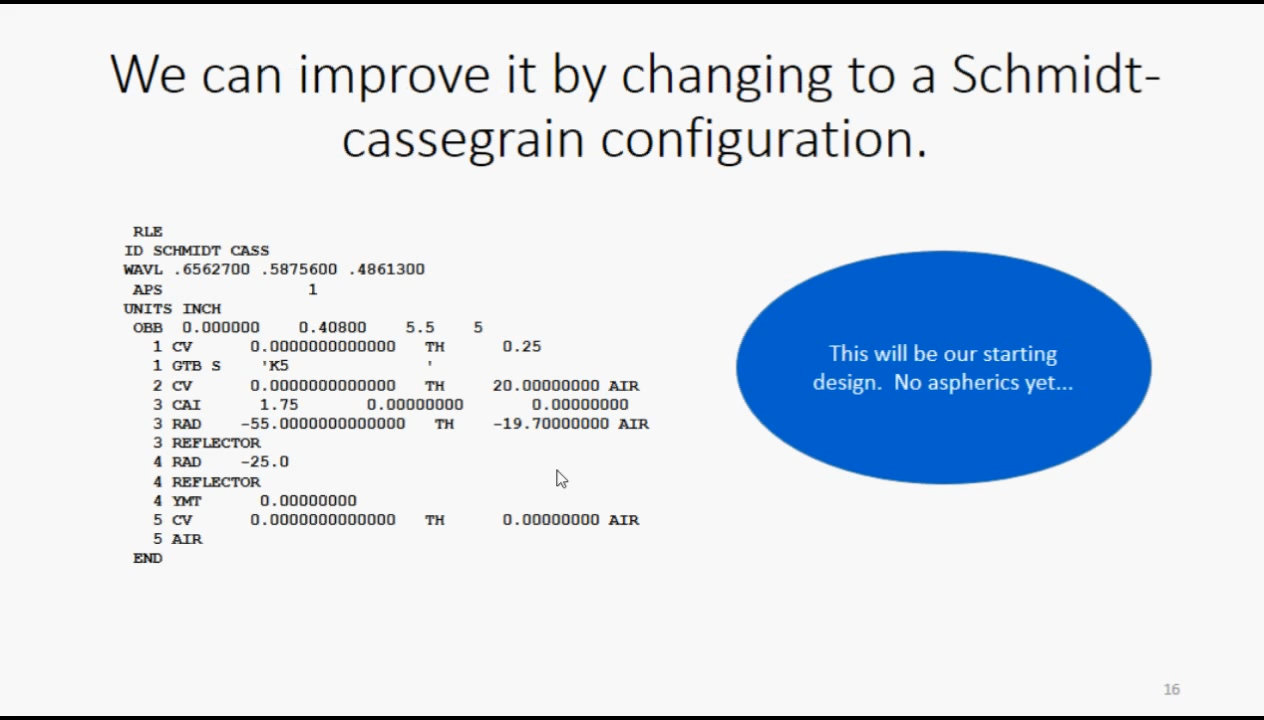 We can improve it by changing to a Schmidt-
cassegrain configuration.
RLE
ID SCHMIDT CASS
WAVL .6562700 .5875600 .4861300
APS 1
UNITS INCH
OBB 0.000000 0.40800 5.5 5
1 CV 0.0000000000000 TH 0.25
1 GTB S 'K5 '
2 CV 0.0000000000000 TH 20.00000000 AIR
3 CAI 1.75 0.00000000 0.00000000
3 RAD -55.0000000000000 TH -19.70000000 AIR
3 REFLECTOR
4 RAD -25.0
4 REFLECTOR
4 YMT 0.00000000
5 CV 0.0000000000000 TH 0.00000000 AIR
5 AIR
END
This will be our starting
design. No aspherics yet...
16